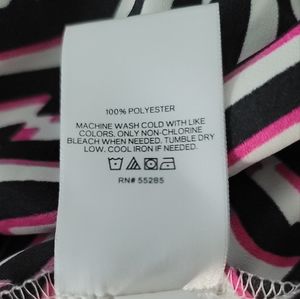 100% POLYESTER
MACHINE WASH COLD WITH LIKE
COLORS. ONLY NON-CHLORINE
BLEACH WHEN NEEDED. TUMBLE DRY
LOW. COOL IRON IF NEEDED.
RN# 55285